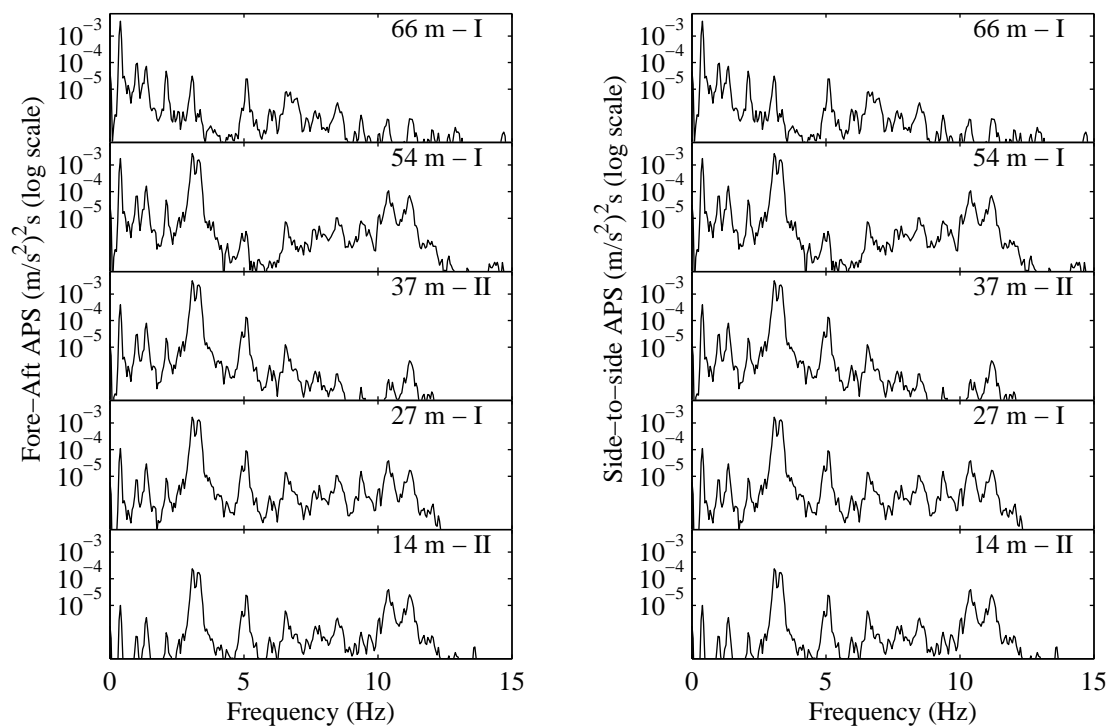 Fore−Aft APS (m/s²)²s (log scale)
10⁻³
10⁻⁴
10⁻⁵
66 m − I
10⁻³
10⁻⁴
10⁻⁵
54 m − I
10⁻³
10⁻⁴
10⁻⁵
37 m − II
10⁻³
10⁻⁴
10⁻⁵
27 m − I
10⁻³
10⁻⁴
10⁻⁵
14 m − II
0 5 10 15
Frequency (Hz)
Side−to−side APS (m/s²)²s (log scale)
10⁻³
10⁻⁴
10⁻⁵
66 m − I
10⁻³
10⁻⁴
10⁻⁵
54 m − I
10⁻³
10⁻⁴
10⁻⁵
37 m − II
10⁻³
10⁻⁴
10⁻⁵
27 m − I
10⁻³
10⁻⁴
10⁻⁵
14 m − II
0 5 10 15
Frequency (Hz)